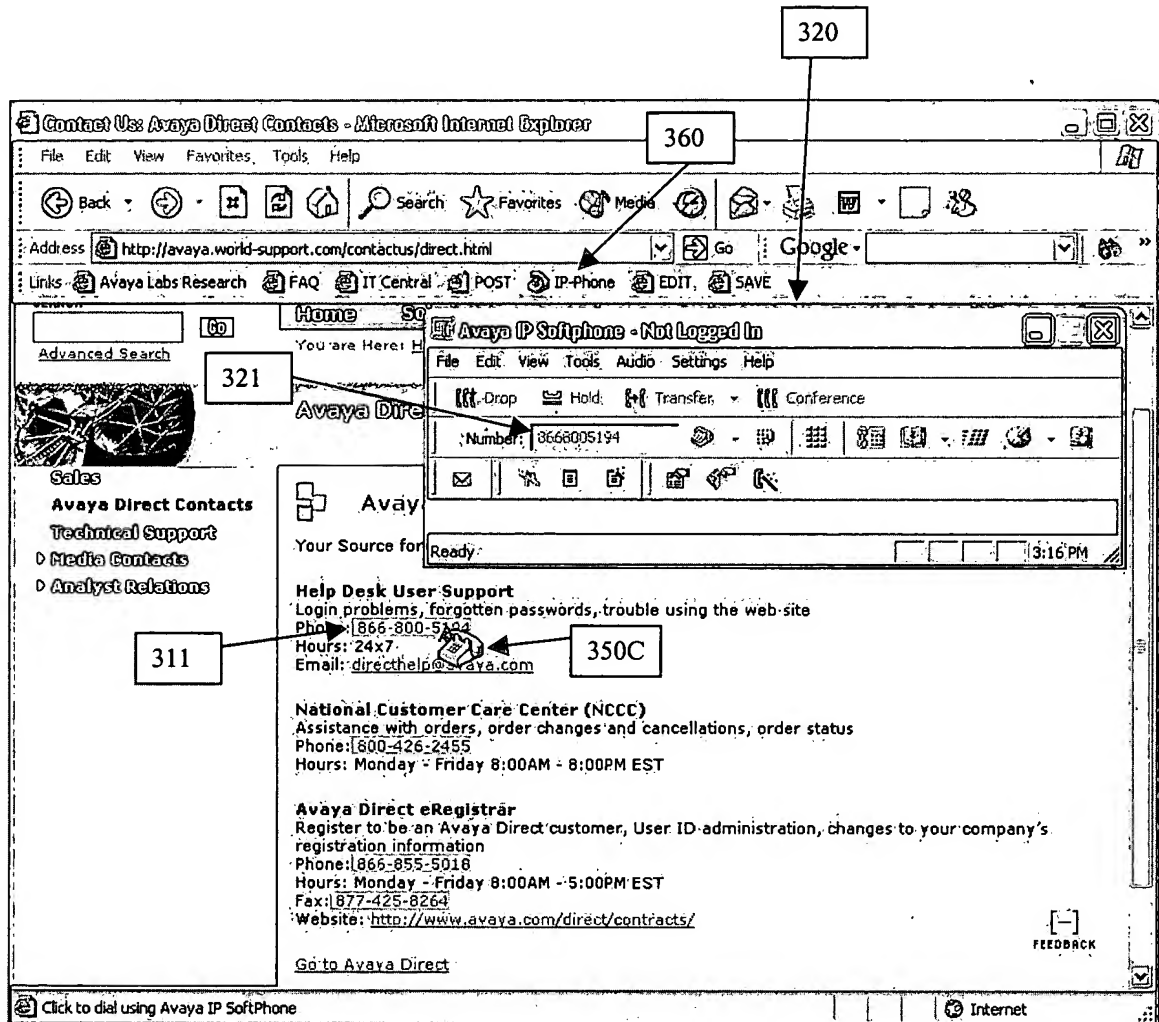 320
Contact Us: Avaya Direct Contacts - Microsoft Internet Explorer
360
File Edit View Favorites Tools Help
Back Search Favorites Media
Address http://avaya.world-support.com/contactus/direct.html Go Google
Links Avaya Labs Research FAQ IT Central POST IP-Phone EDIT SAVE
Go
Advanced Search
Home So
You are Here: H
Avaya IP Softphone - Not Logged In
File Edit View Tools Audio Settings Help
321
Drop Hold Transfer Conference
Avaya Dire
Number: 8668005194
Sales
Avaya Direct Contacts
Technical Support
Media Contacts
Analyst Relations
Avay
Your Source for
Ready 3:16 PM
Help Desk User Support
Login problems, forgotten passwords, trouble using the web site
Phone: 866-800-5194
Hours: 24x7
Email: directhelp@avaya.com
311
350C
National Customer Care Center (NCCC)
Assistance with orders, order changes and cancellations, order status
Phone: 800-426-2455
Hours: Monday - Friday 8:00AM - 8:00PM EST
Avaya Direct eRegistrar
Register to be an Avaya Direct customer, User ID administration, changes to your company's
registration information
Phone: 866-855-5018
Hours: Monday - Friday 8:00AM - 5:00PM EST
Fax: 877-425-8264
Website: http://www.avaya.com/direct/contracts/
[-]
FEEDBACK
Go to Avaya Direct
Click to dial using Avaya IP SoftPhone
Internet